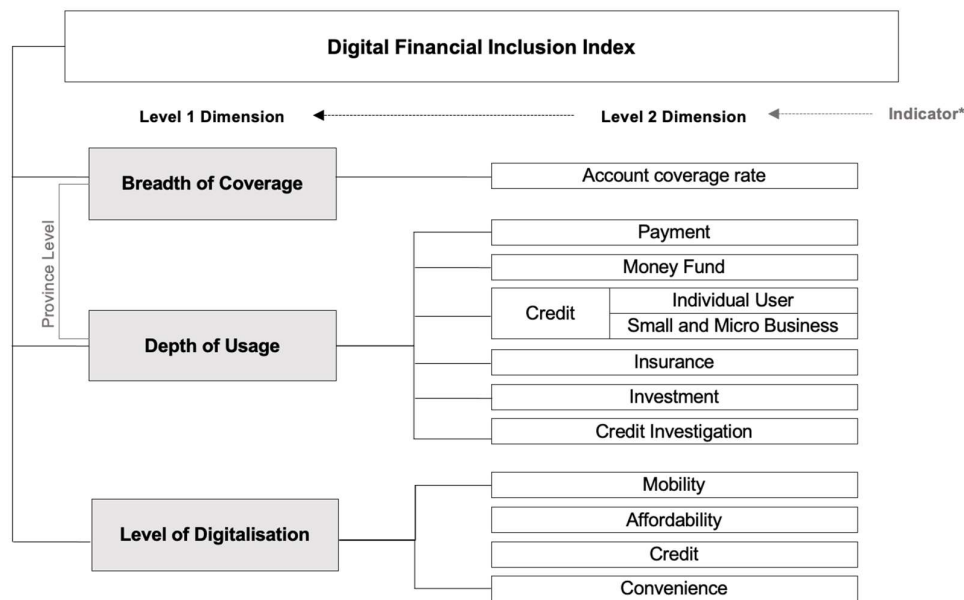 Digital Financial Inclusion Index
Level 1 Dimension
Level 2 Dimension
Indicator*
Breadth of Coverage
Account coverage rate
Province Level
Depth of Usage
Payment
Money Fund
Credit
Individual User
Small and Micro Business
Insurance
Investment
Credit Investigation
Level of Digitalisation
Mobility
Affordability
Credit
Convenience